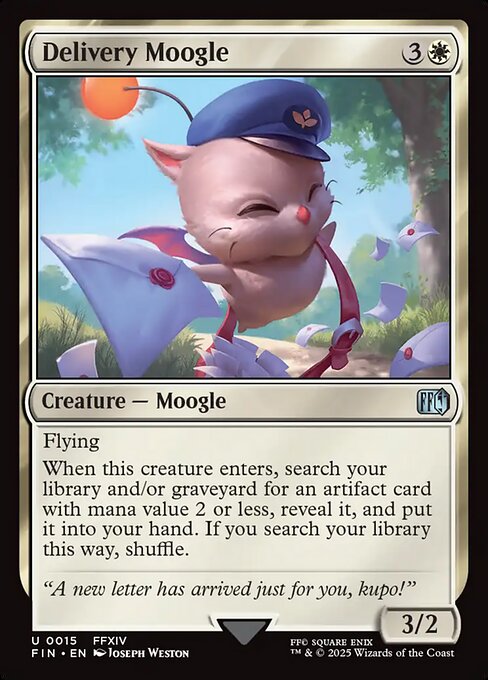 Delivery Moogle 3
Creature — Moogle FF
Flying
When this creature enters, search your
library and/or graveyard for an artifact card
with mana value 2 or less, reveal it, and put
it into your hand. If you search your library
this way, shuffle.
“A new letter has arrived just for you, kupo!”
3/2
U 0015 FFXIV
FIN • EN Joseph Weston
FF© SQUARE ENIX
™ & © 2025 Wizards of the Coast